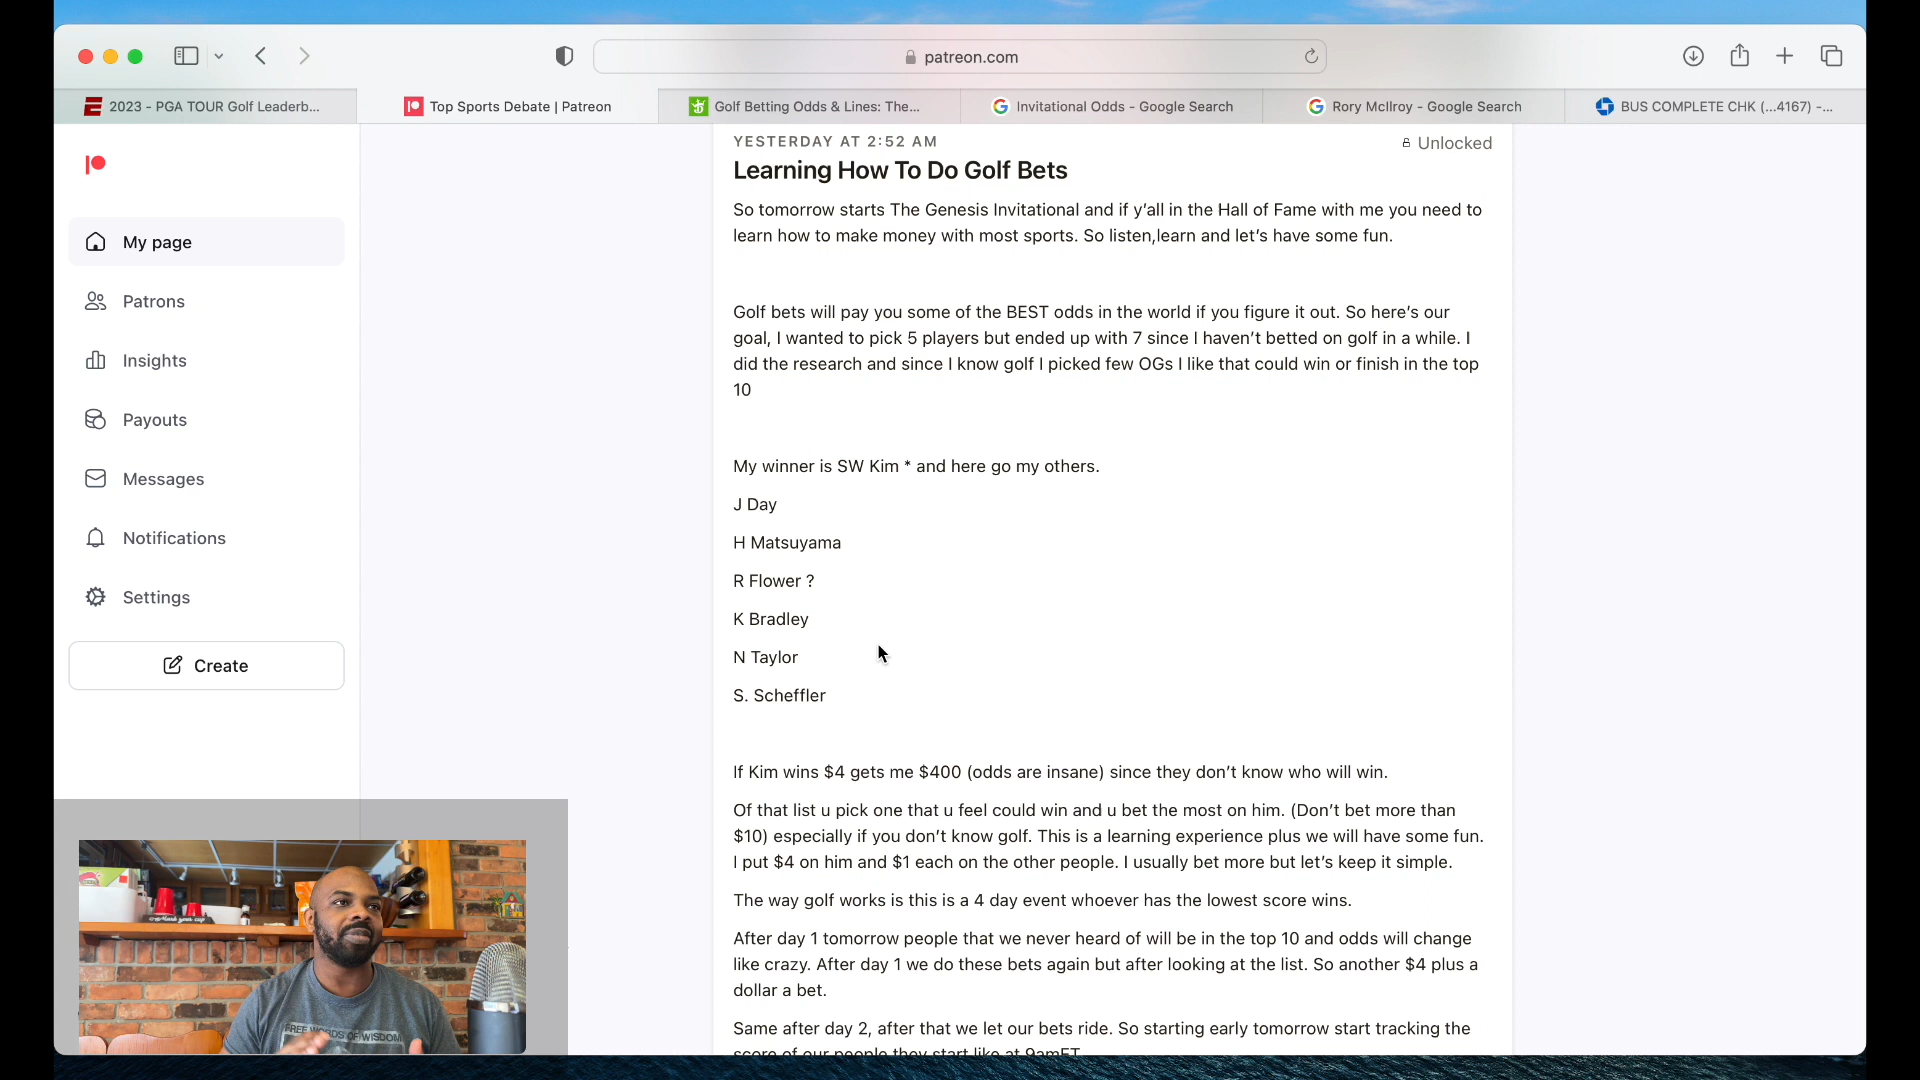 patreon.com
2023 - PGA TOUR Golf Leaderb...
Top Sports Debate | Patreon
Golf Betting Odds & Lines: The...
Invitational Odds - Google Search
Rory McIlroy - Google Search
BUS COMPLETE CHK (...4167) -...
My page
Patrons
Insights
Payouts
Messages
Notifications
Settings
Create
YESTERDAY AT 2:52 AM
Unlocked
Learning How To Do Golf Bets
So tomorrow starts The Genesis Invitational and if y'all in the Hall of Fame with me you need to
learn how to make money with most sports. So listen,learn and let's have some fun.
Golf bets will pay you some of the BEST odds in the world if you figure it out. So here's our
goal, I wanted to pick 5 players but ended up with 7 since I haven't betted on golf in a while. I
did the research and since I know golf I picked few OGs I like that could win or finish in the top
10
My winner is SW Kim * and here go my others.
J Day
H Matsuyama
R Flower ?
K Bradley
N Taylor
S. Scheffler
If Kim wins $4 gets me $400 (odds are insane) since they don't know who will win.
Of that list u pick one that u feel could win and u bet the most on him. (Don't bet more than
$10) especially if you don't know golf. This is a learning experience plus we will have some fun.
I put $4 on him and $1 each on the other people. I usually bet more but let's keep it simple.
The way golf works is this is a 4 day event whoever has the lowest score wins.
After day 1 tomorrow people that we never heard of will be in the top 10 and odds will change
like crazy. After day 1 we do these bets again but after looking at the list. So another $4 plus a
dollar a bet.
Same after day 2, after that we let our bets ride. So starting early tomorrow start tracking the
score of our people they start like at 9amET
FREE WORDS OF WISDOM